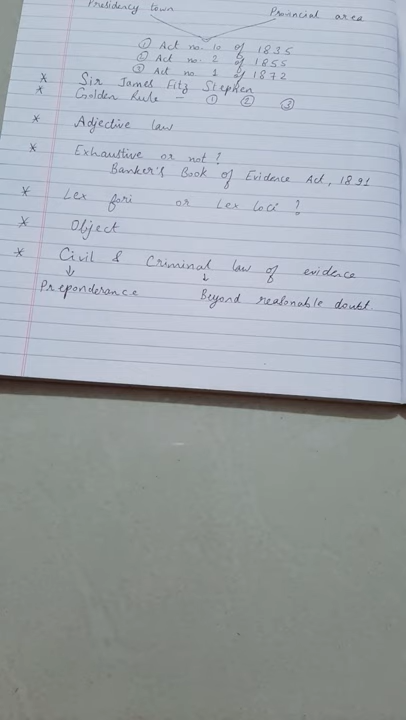 Presidency town Provincial area
① Act no. 10 of 1835
② Act no. 2 of 1855
③ Act no. 1 of 1872
* Sir James Fitz Stephen
* Golden Rule – ① ② ③
* Adjective law
* Exhaustive or not?
Banker's Book of Evidence Act, 1891
* Lex fori or Lex loci?
* Object
* Civil & Criminal law of evidence
↓ ↓
Preponderance Beyond reasonable doubt.